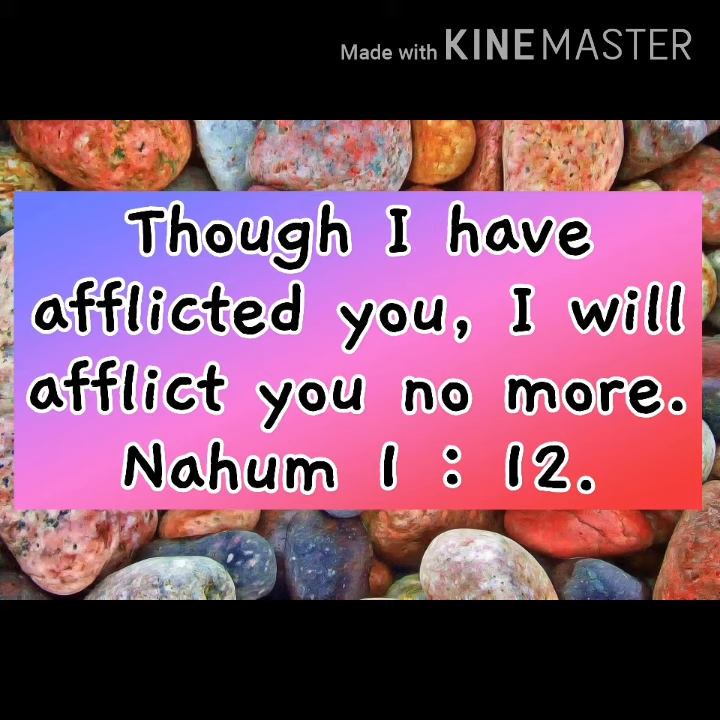 Made with KINEMASTER
Though I have
afflicted you, I will
afflict you no more.
Nahum 1 : 12.